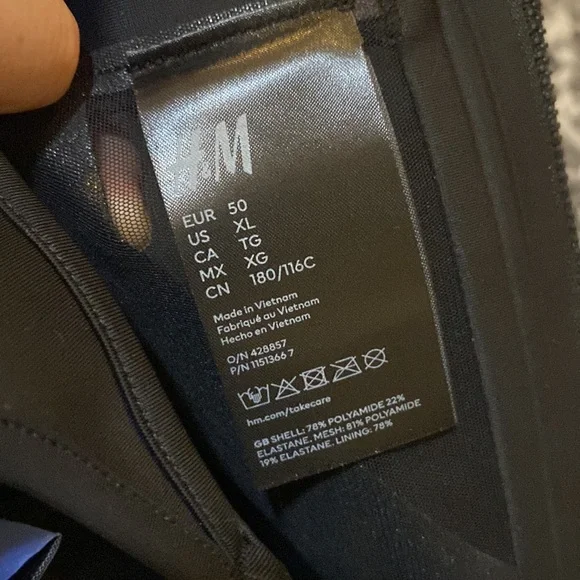 H&M
EUR 50
US XL
CA TG
MX XG
CN 180/116C
Made in Vietnam
Fabriqué au Vietnam
Hecho en Vietnam
O/N 428857
P/N 1151366 7
hm.com/takecare
GB SHELL: 78% POLYAMIDE 22%
ELASTANE. MESH: 81% POLYAMIDE
19% ELASTANE. LINING: 78%